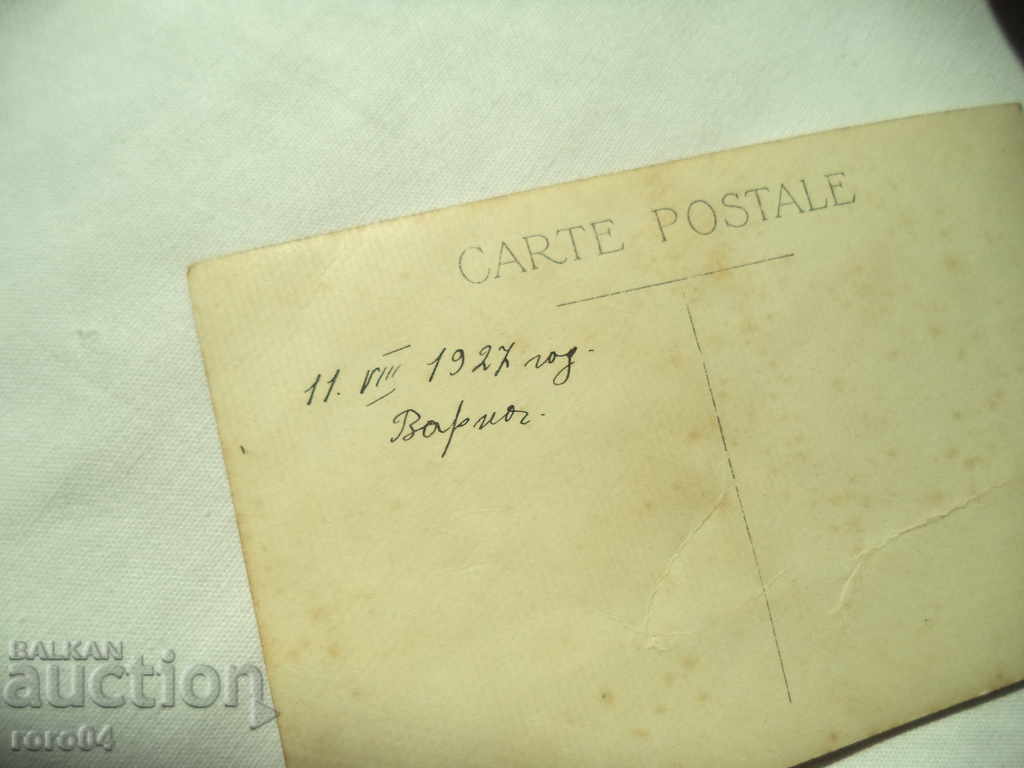 CARTE POSTALE
11. VIII 1927 год.
Варна.
BALKAN
auction
roro04